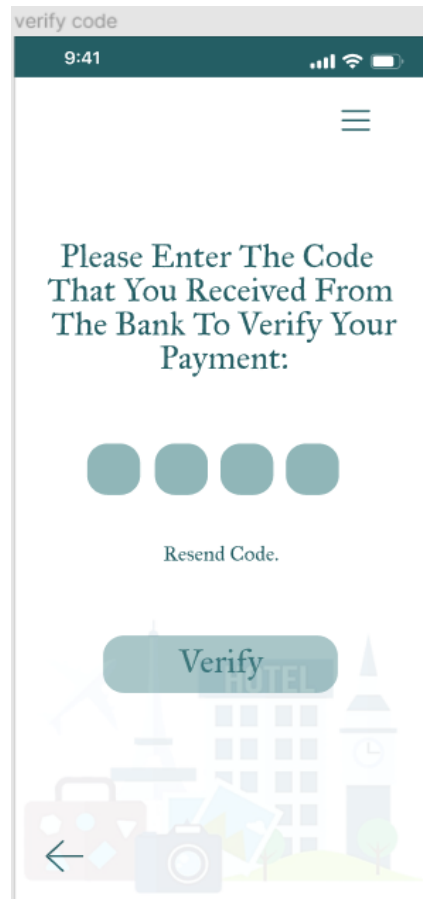 verify code
9:41
Please Enter The Code
That You Received From
The Bank To Verify Your
Payment:
Resend Code.
Verify
HOTEL